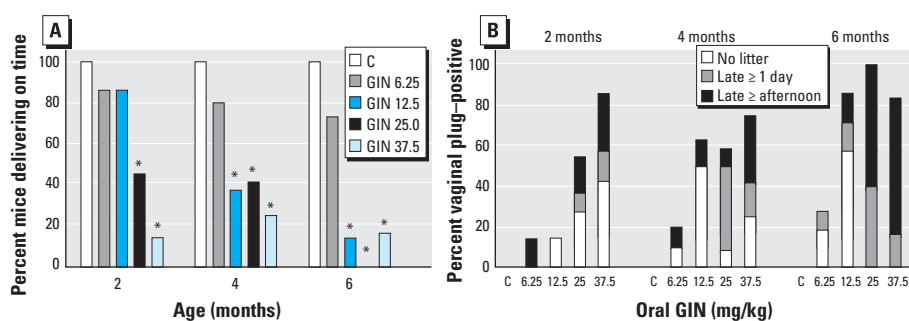 A
Percent mice delivering on time
100
80
60
40
20
0
C
GIN 6.25
GIN 12.5
GIN 25.0
GIN 37.5
* * * * * * * *
2 4 6
Age (months)
B
2 months 4 months 6 months
Percent vaginal plug–positive
100
80
60
40
20
0
No litter
Late ≥ 1 day
Late ≥ afternoon
C 6.25 12.5 25 37.5 C 6.25 12.5 25 37.5 C 6.25 12.5 25 37.5
Oral GIN (mg/kg)